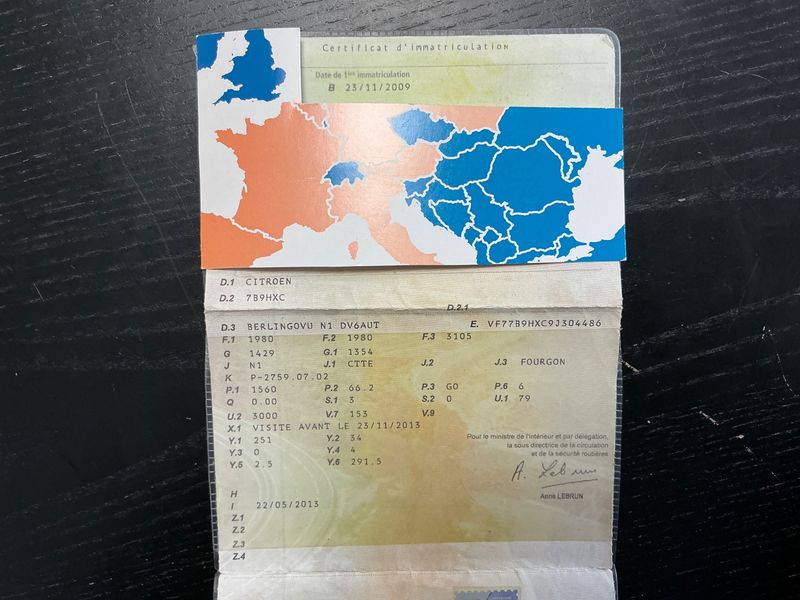 Certificat d'immatriculation
Date de 1ère immatriculation
B 23/11/2009
D.1 CITROEN
D.2 7B9HXC
D.2.1
D.3 BERLINGOVU N1 DV6AUT E. VF77B9HXC9J304486
F.1 1980 F.2 1980 F.3 3105
G 1429 G.1 1354
J N1 J.1 CTTE J.2 J.3 FOURGON
K P-2759.07.02
P.1 1560 P.2 66.2 P.3 GO P.6 6
Q 0.00 S.1 3 S.2 0 U.1 79
U.2 3000 V.7 153 V.9
X.1 VISITE AVANT LE 23/11/2013
Y.1 251 Y.2 34
Y.3 0 Y.4 4
Y.5 2.5 Y.6 291.5
Pour le ministre de l'intérieur et par délégation,
la sous directrice de la circulation
et de la sécurité routières
A. Lebrun
Anne LEBRUN
H
I 22/05/2013
Z.1
Z.2
Z.3
Z.4